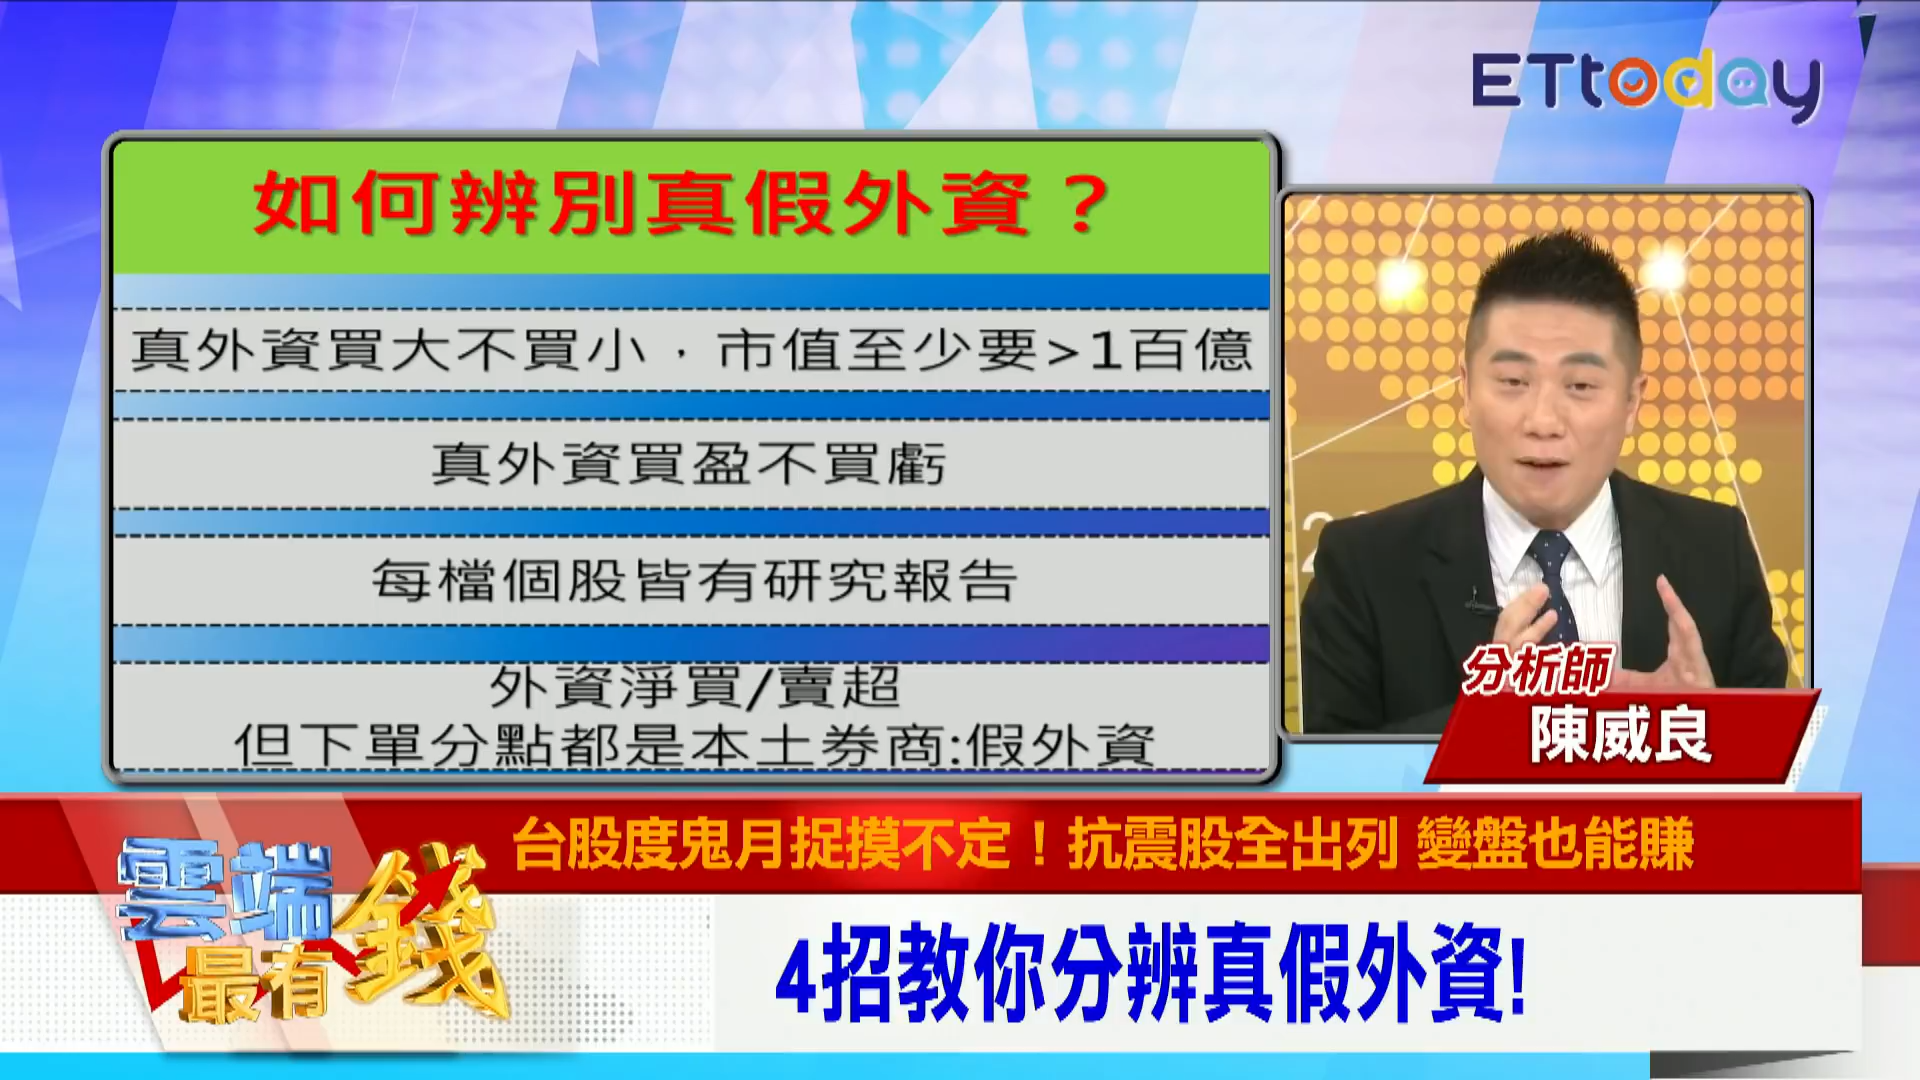 ETtoday
如何辨別真假外資？
真外資買大不買小，市值至少要>1百億
真外資買盈不買虧
每檔個股皆有研究報告
外資淨買/賣超
但下單分點都是本土券商:假外資
分析師
陳威良
台股度鬼月捉摸不定！抗震股全出列 變盤也能賺
雲端
最有錢
4招教你分辨真假外資!